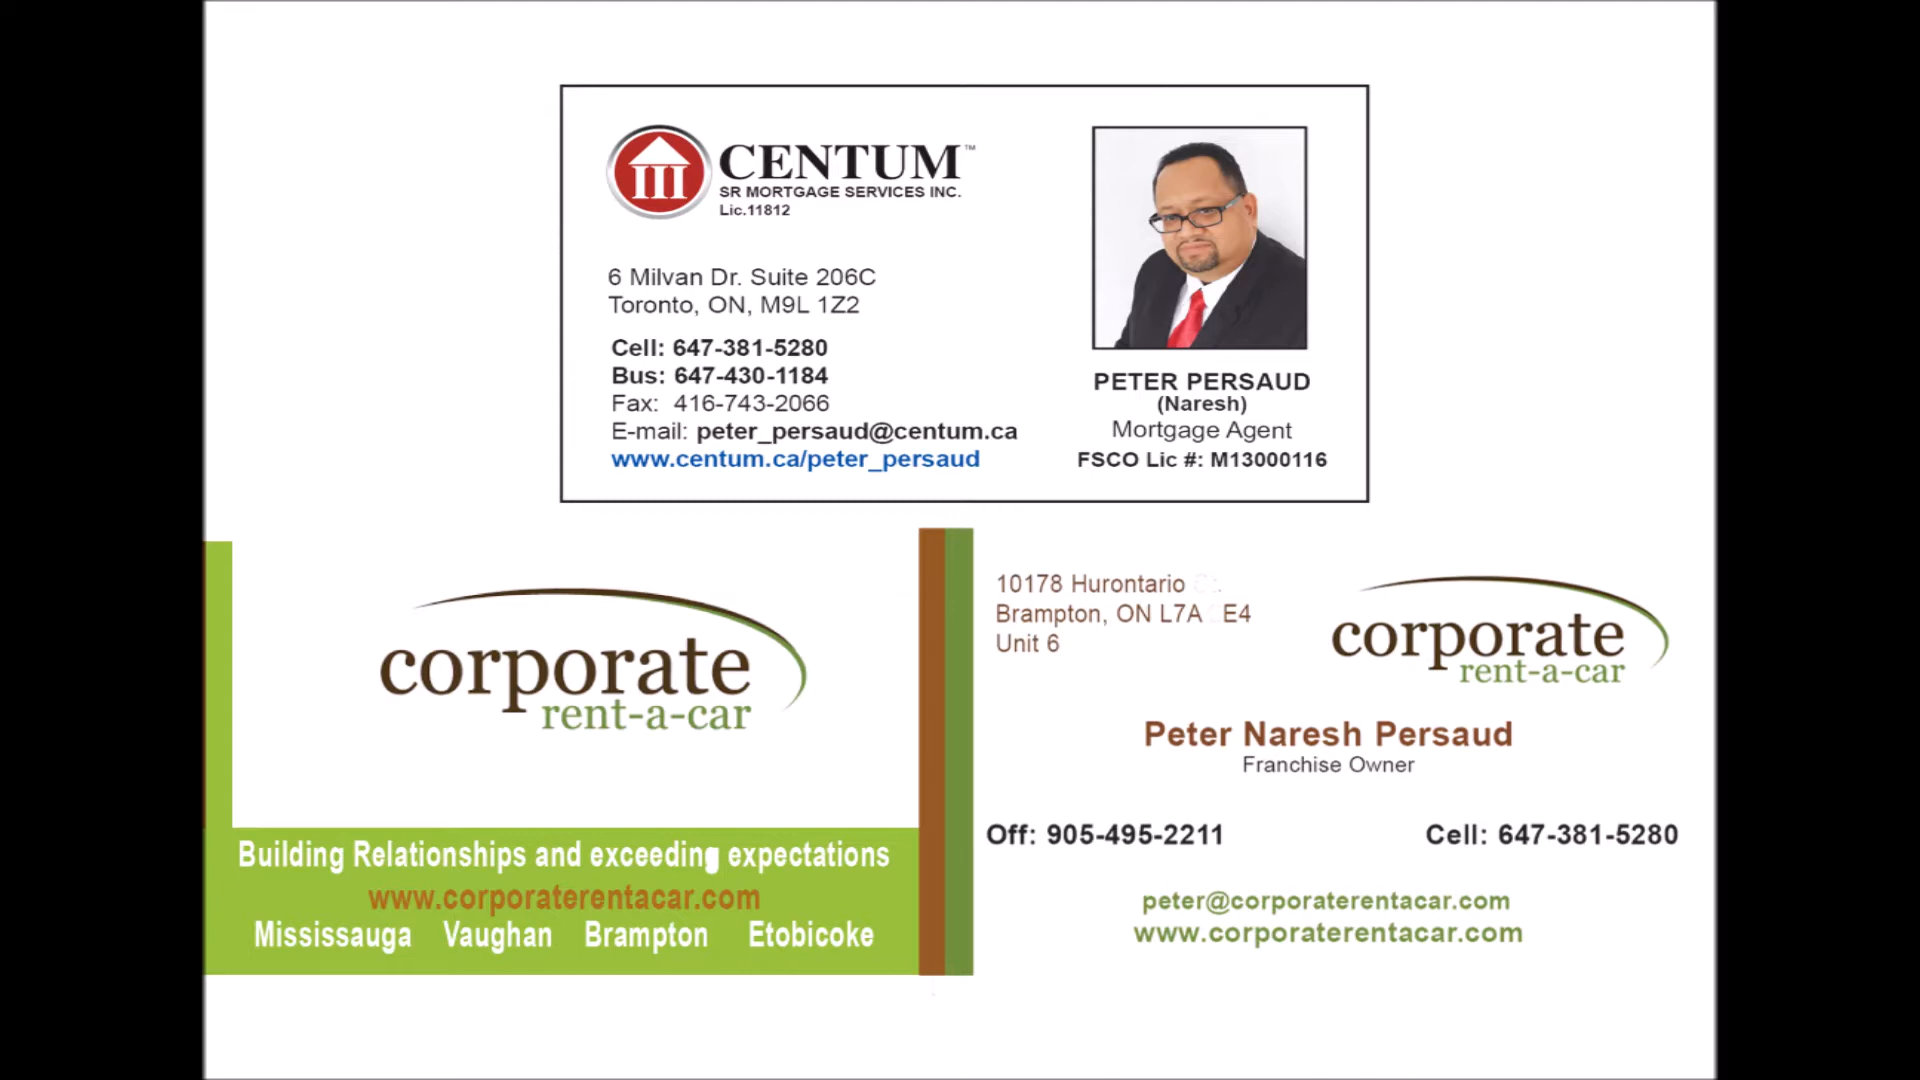 CENTUM™
SR MORTGAGE SERVICES INC.
Lic.11812
6 Milvan Dr. Suite 206C
Toronto, ON, M9L 1Z2
Cell: 647-381-5280
Bus: 647-430-1184
Fax: 416-743-2066
E-mail: peter_persaud@centum.ca
www.centum.ca/peter_persaud
PETER PERSAUD
(Naresh)
Mortgage Agent
FSCO Lic #: M13000116
corporate
rent-a-car
Building Relationships and exceeding expectations
www.corporaterentacar.com
Mississauga Vaughan Brampton Etobicoke
10178 Hurontario
Brampton, ON L7A E4
Unit 6
corporate
rent-a-car
Peter Naresh Persaud
Franchise Owner
Off: 905-495-2211
Cell: 647-381-5280
peter@corporaterentacar.com
www.corporaterentacar.com